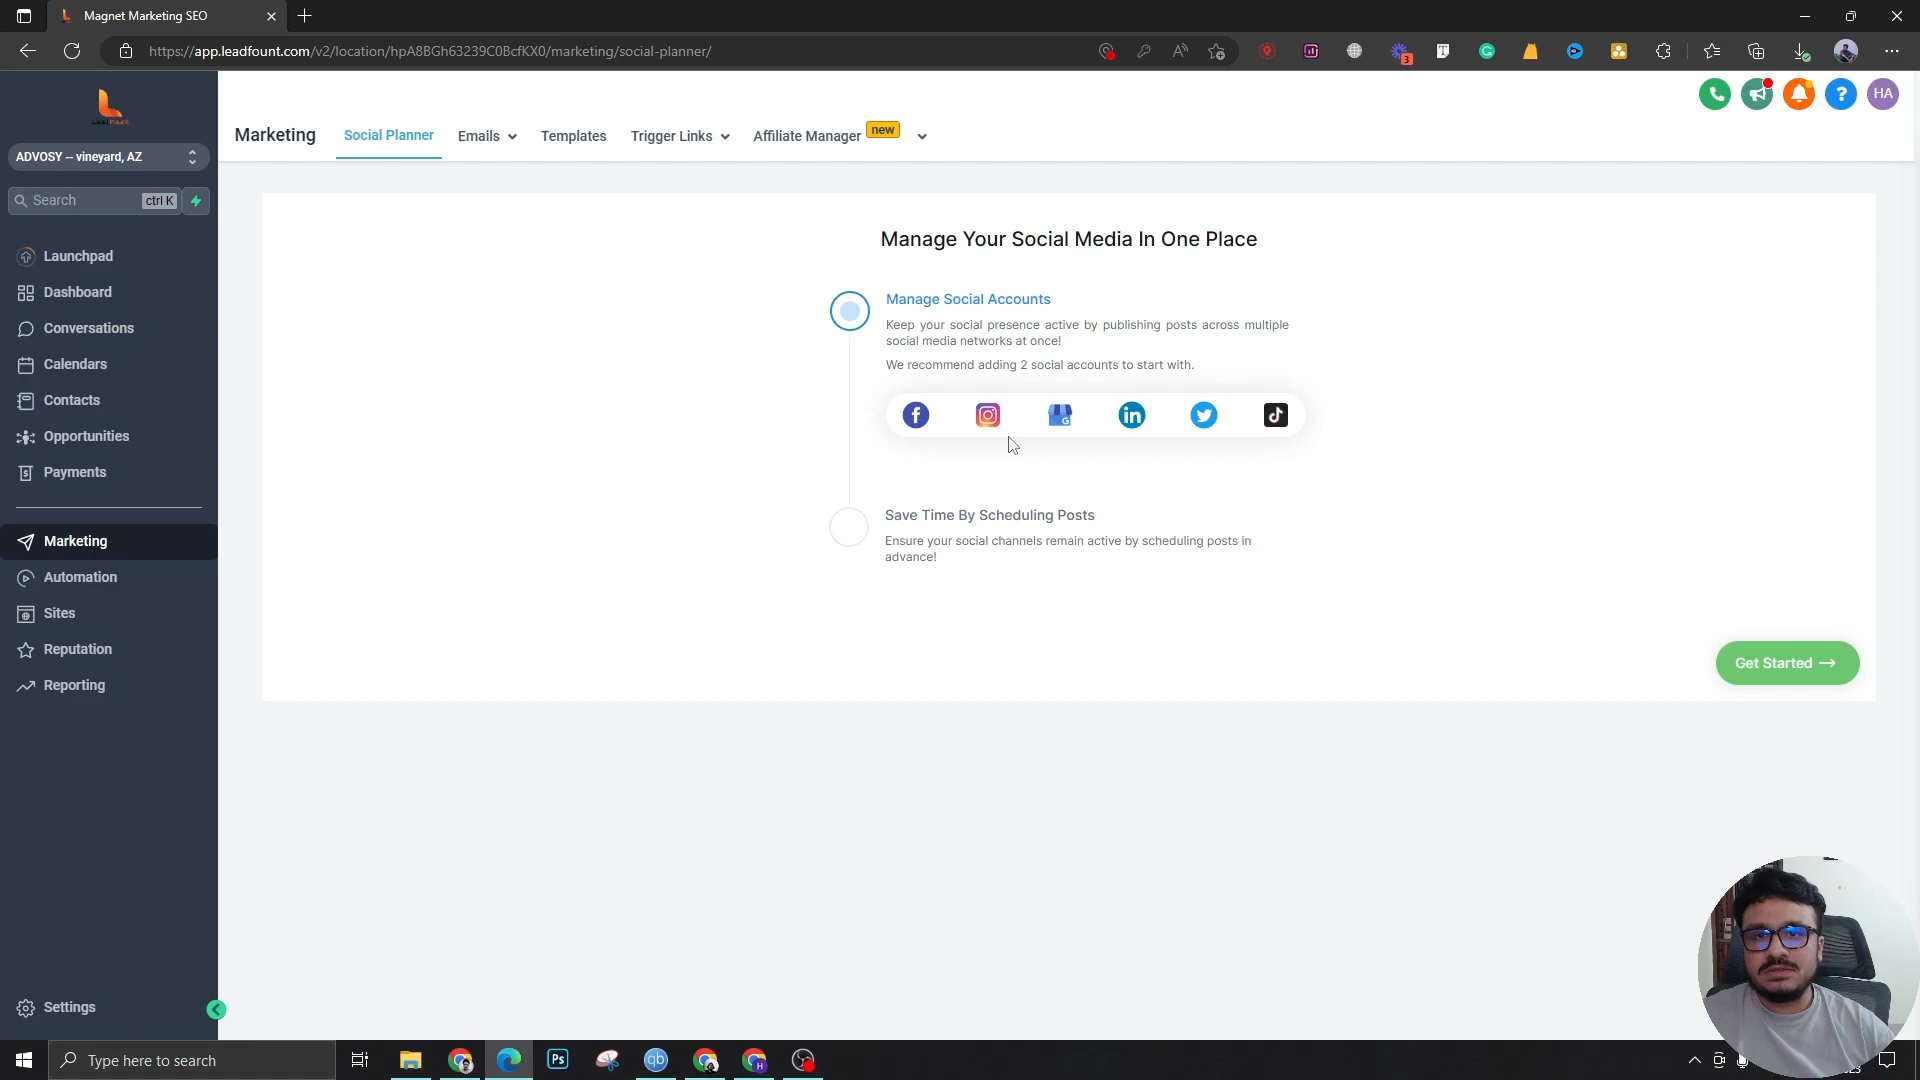 Magnet Marketing SEO
https://app.leadfount.com/v2/location/hpA8BGh63239C0BcfKX0/marketing/social-planner/
3
HA
Marketing
Social Planner
Emails
Templates
Trigger Links
Affiliate Manager
new
ADVOSY -- vineyard, AZ
Search
ctrl K
Launchpad
Dashboard
Conversations
Calendars
Contacts
Opportunities
Payments
Marketing
Automation
Sites
Reputation
Reporting
Settings
Manage Your Social Media In One Place
Manage Social Accounts
Keep your social presence active by publishing posts across multiple
social media networks at once!
We recommend adding 2 social accounts to start with.
Save Time By Scheduling Posts
Ensure your social channels remain active by scheduling posts in
advance!
Get Started →
Type here to search
Ps
qb
H